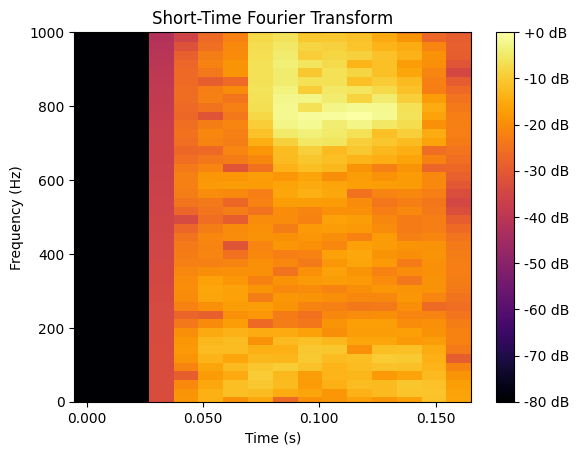 Short-Time Fourier Transform
1000
800
600
400
200
0
Frequency (Hz)
0.000
0.050
0.100
0.150
Time (s)
+0 dB
-10 dB
-20 dB
-30 dB
-40 dB
-50 dB
-60 dB
-70 dB
-80 dB